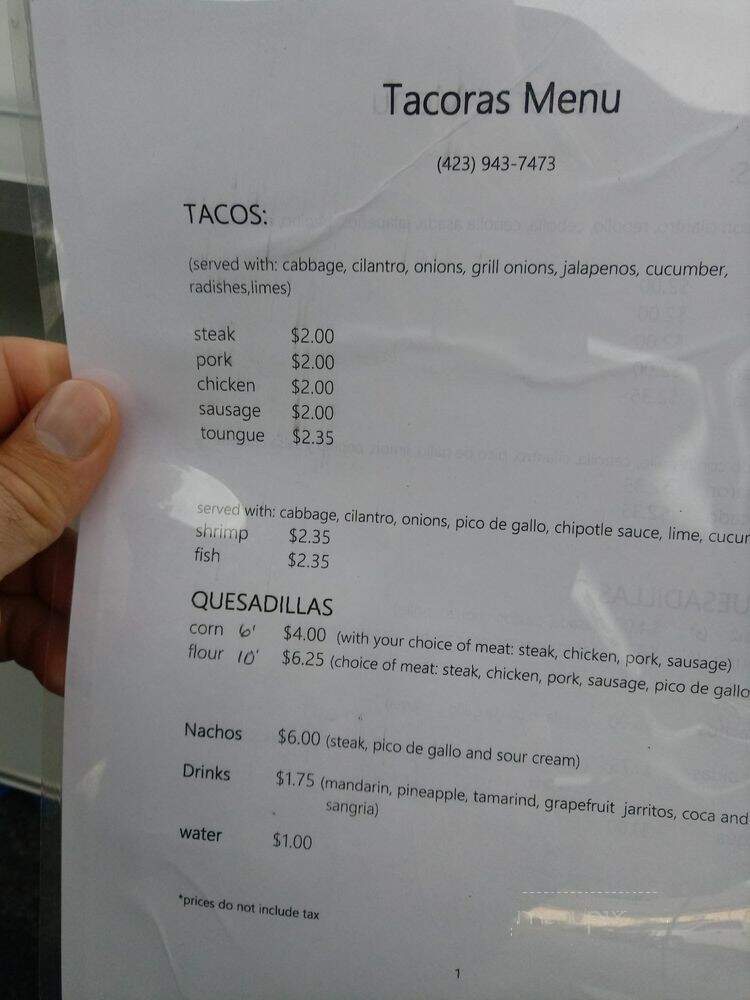 Tacoras Menu
(423) 943-7473
TACOS:
(served with: cabbage, cilantro, onions, grill onions, jalapenos, cucumber,
radishes,limes)
steak $2.00
pork $2.00
chicken $2.00
sausage $2.00
toungue $2.35
served with: cabbage, cilantro, onions, pico de gallo, chipotle sauce, lime, cucur
shrimp $2.35
fish $2.35
QUESADILLAS
corn 6' $4.00 (with your choice of meat: steak, chicken, pork, sausage)
flour 10' $6.25 (choice of meat: steak, chicken, pork, sausage, pico de gallo
Nachos $6.00 (steak, pico de gallo and sour cream)
Drinks $1.75 (mandarin, pineapple, tamarind, grapefruit jarritos, coca and
sangria)
water $1.00
*prices do not include tax
1